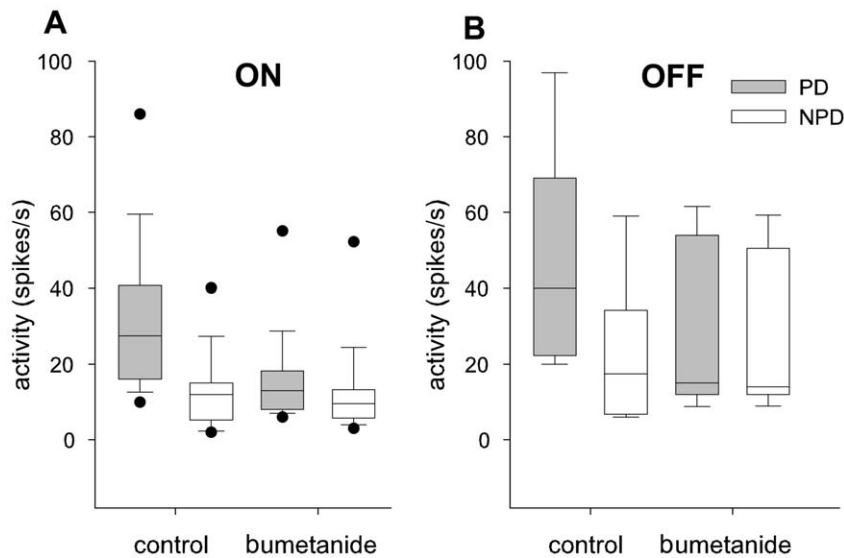 A
ON
activity (spikes/s)
100
80
60
40
20
0
control bumetanide
B
OFF
PD
NPD
activity (spikes/s)
100
80
60
40
20
0
control bumetanide